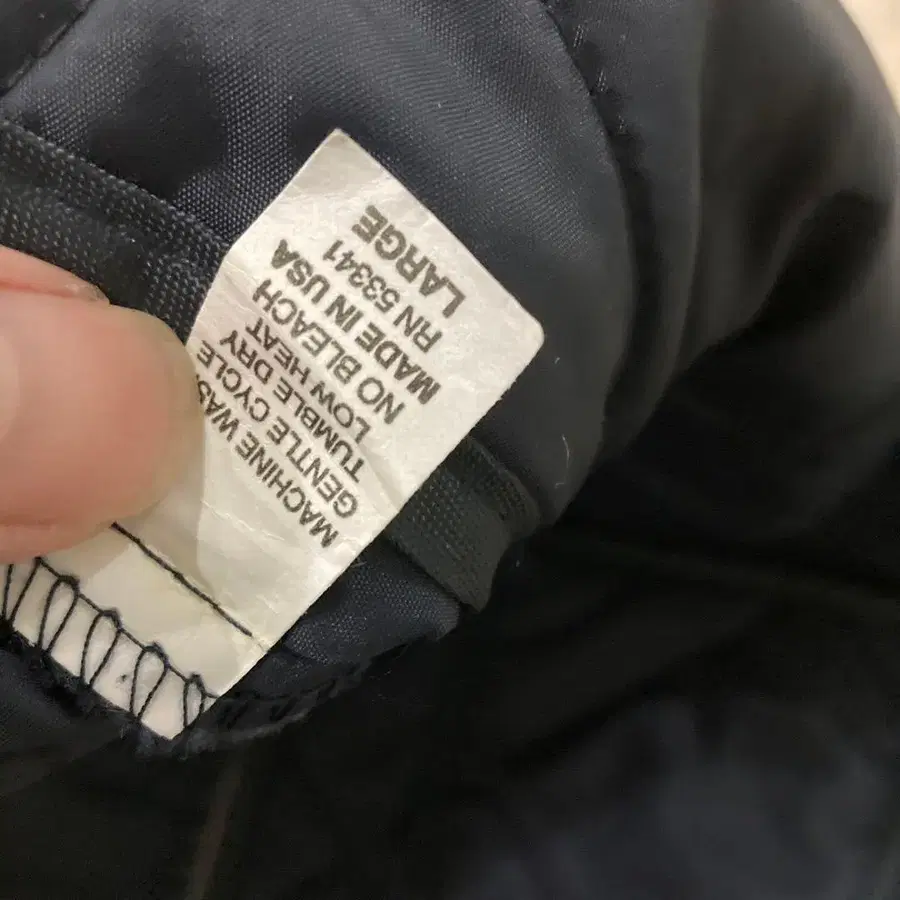 MACHINE WAS
GENTLE CYCLE
TUMBLE DRY
LOW HEAT
NO BLEACH
MADE IN USA
RN 53341
LARGE